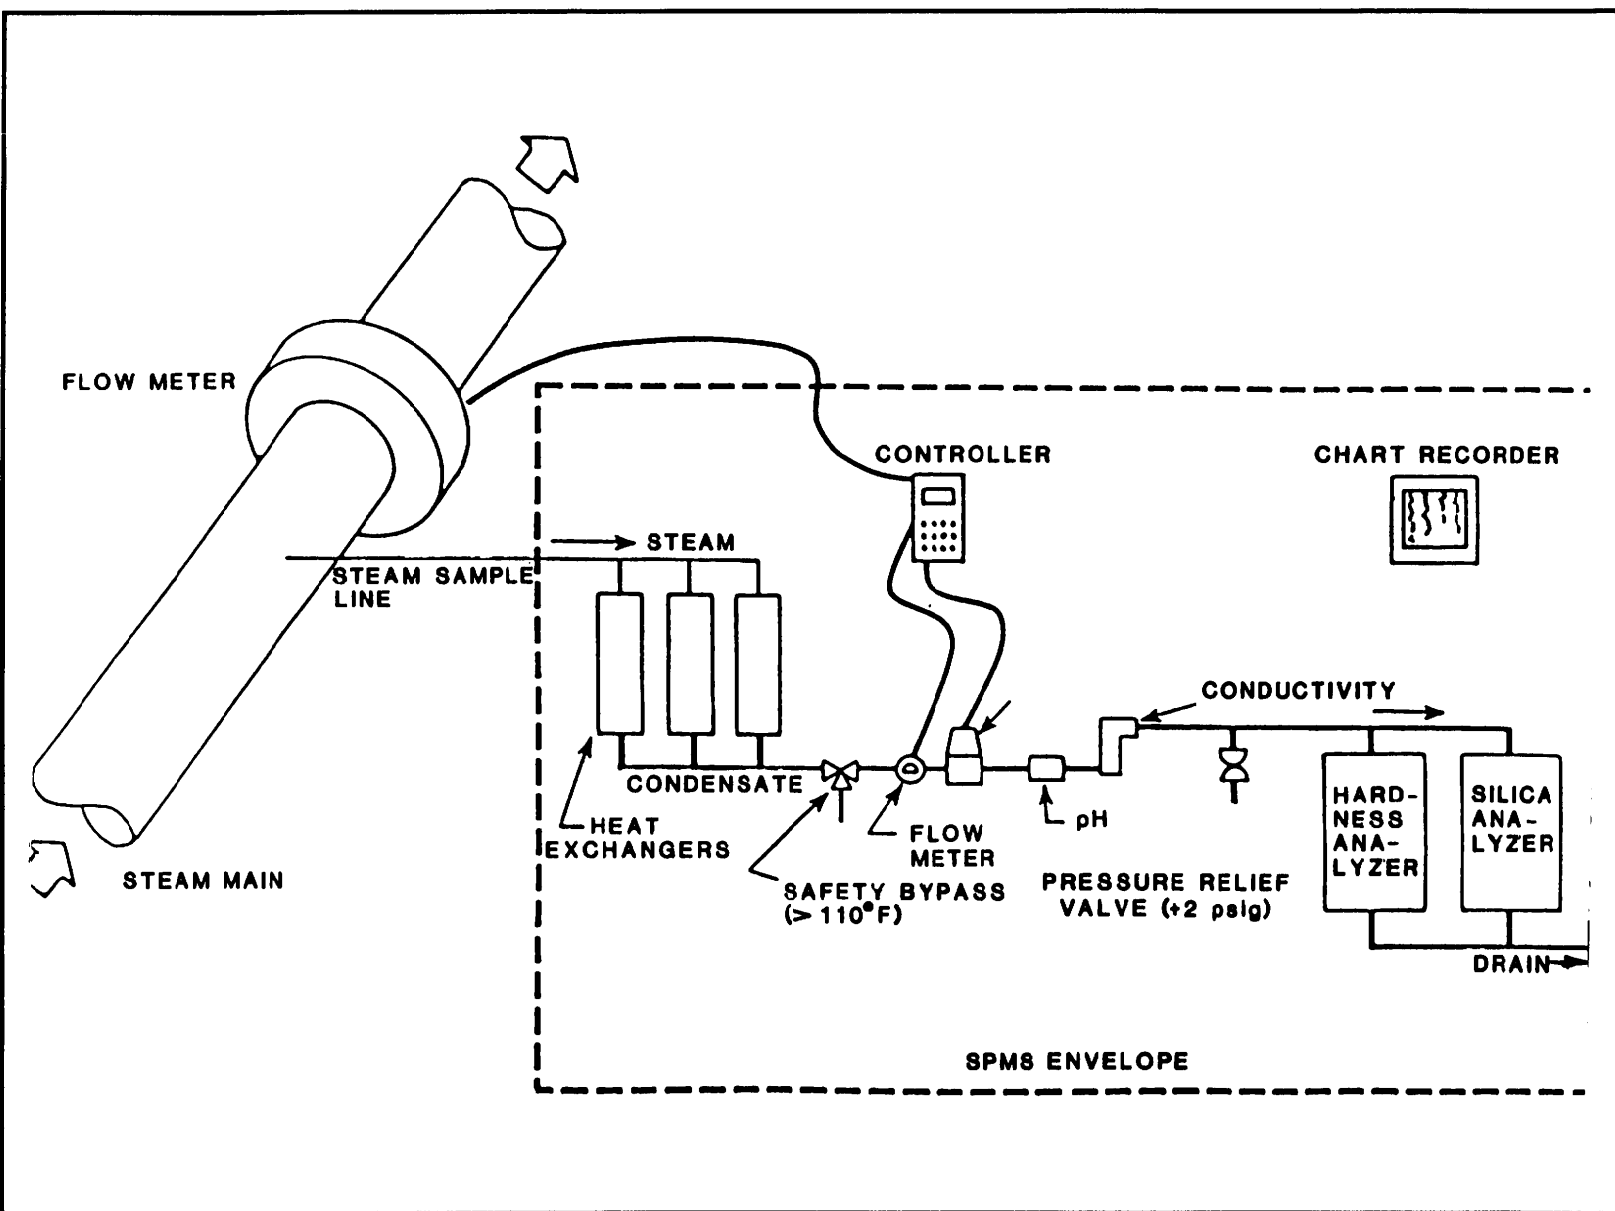 FLOW METER
CONTROLLER
CHART RECORDER
STEAM
STEAM SAMPLE
LINE
CONDUCTIVITY
CONDENSATE
HEAT
EXCHANGERS
FLOW
METER
pH
SAFETY BYPASS
(> 110°F)
PRESSURE RELIEF
VALVE (+2 psig)
HARD-
NESS
ANA-
LYZER
SILICA
ANA-
LYZER
STEAM MAIN
DRAIN
SPMS ENVELOPE